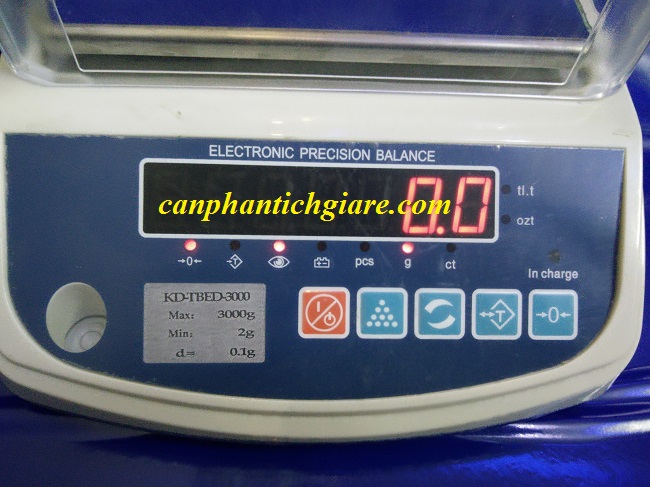 ELECTRONIC PRECISION BALANCE
0.0
canphantichgiare.com
tl.t
ozt
→0← T pcs g ct
In charge
KD-TBED-3000
Max: 3000g
Min: 2g
d= 0.1g
T →0←